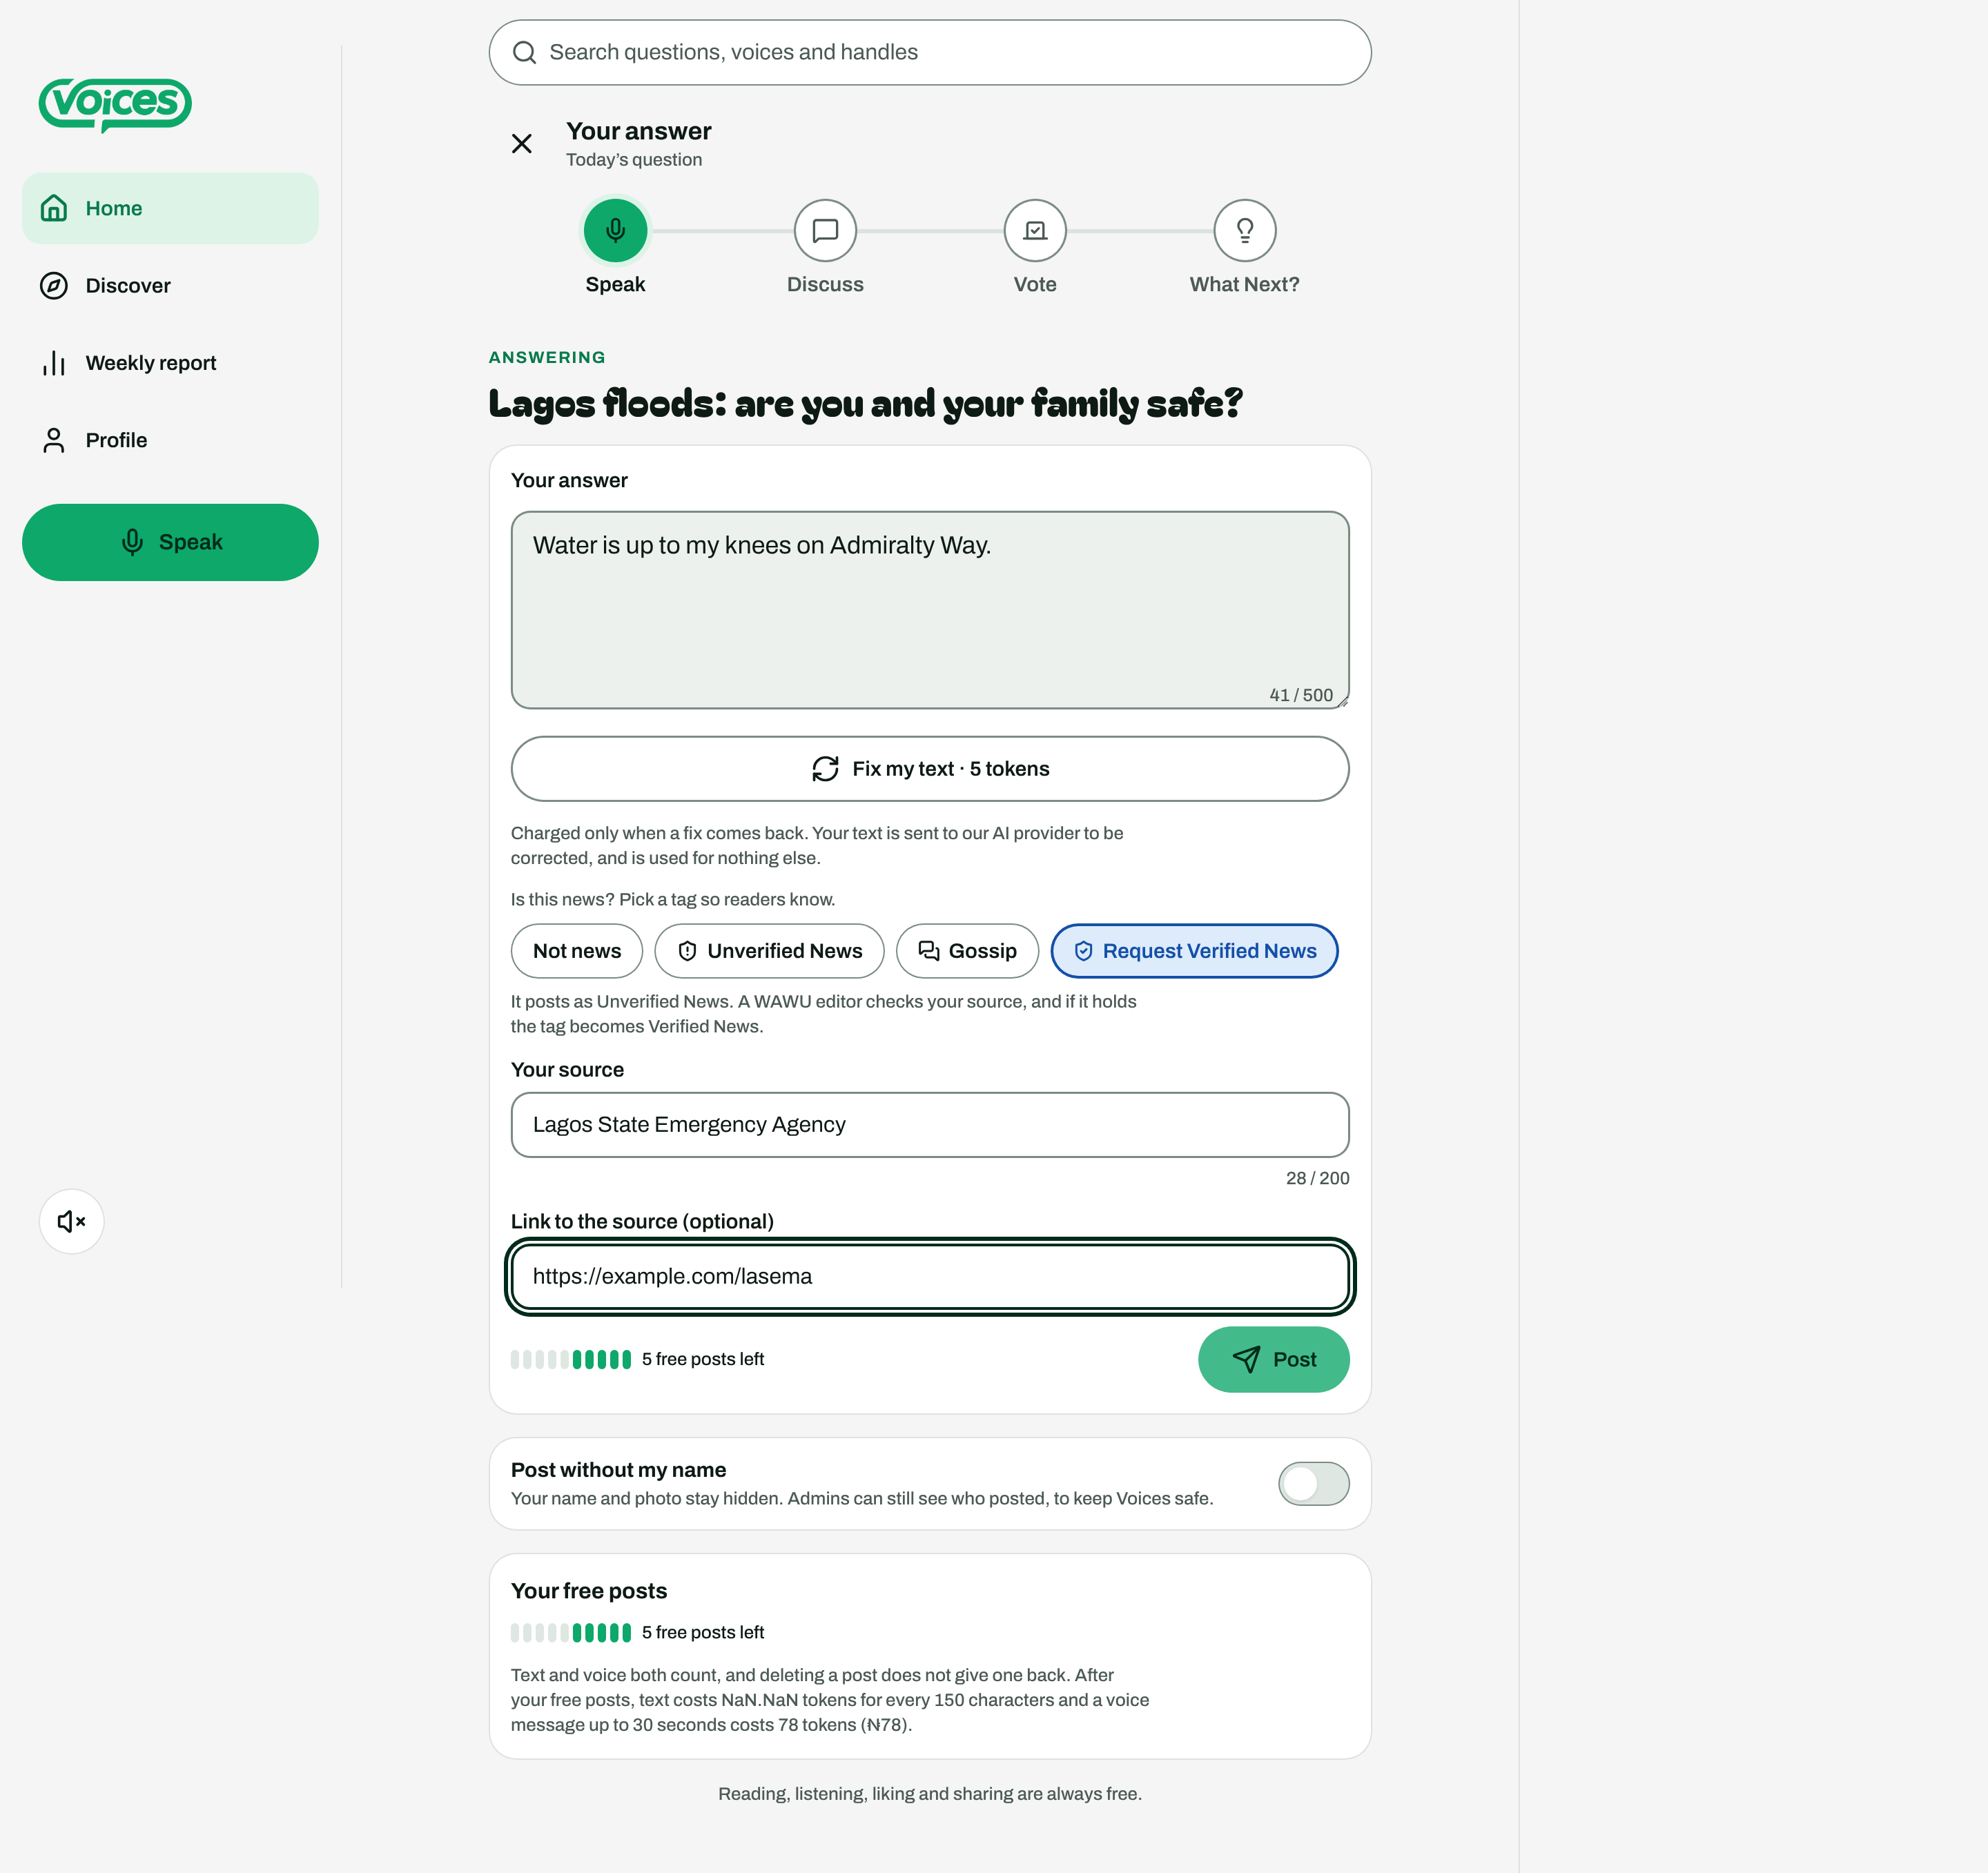 Voices
Search questions, voices and handles
Home
Discover
Weekly report
Profile
Speak
Your answer
Today’s question
Speak
Discuss
Vote
What Next?
ANSWERING
Lagos floods: are you and your family safe?
Your answer
Water is up to my knees on Admiralty Way.
41 / 500
Fix my text · 5 tokens
Charged only when a fix comes back. Your text is sent to our AI provider to be
corrected, and is used for nothing else.
Is this news? Pick a tag so readers know.
Not news
Unverified News
Gossip
Request Verified News
It posts as Unverified News. A WAWU editor checks your source, and if it holds
the tag becomes Verified News.
Your source
Lagos State Emergency Agency
28 / 200
Link to the source (optional)
https://example.com/lasema
5 free posts left
Post
Post without my name
Your name and photo stay hidden. Admins can still see who posted, to keep Voices safe.
Your free posts
5 free posts left
Text and voice both count, and deleting a post does not give one back. After
your free posts, text costs NaN.NaN tokens for every 150 characters and a voice
message up to 30 seconds costs 78 tokens (₦78).
Reading, listening, liking and sharing are always free.